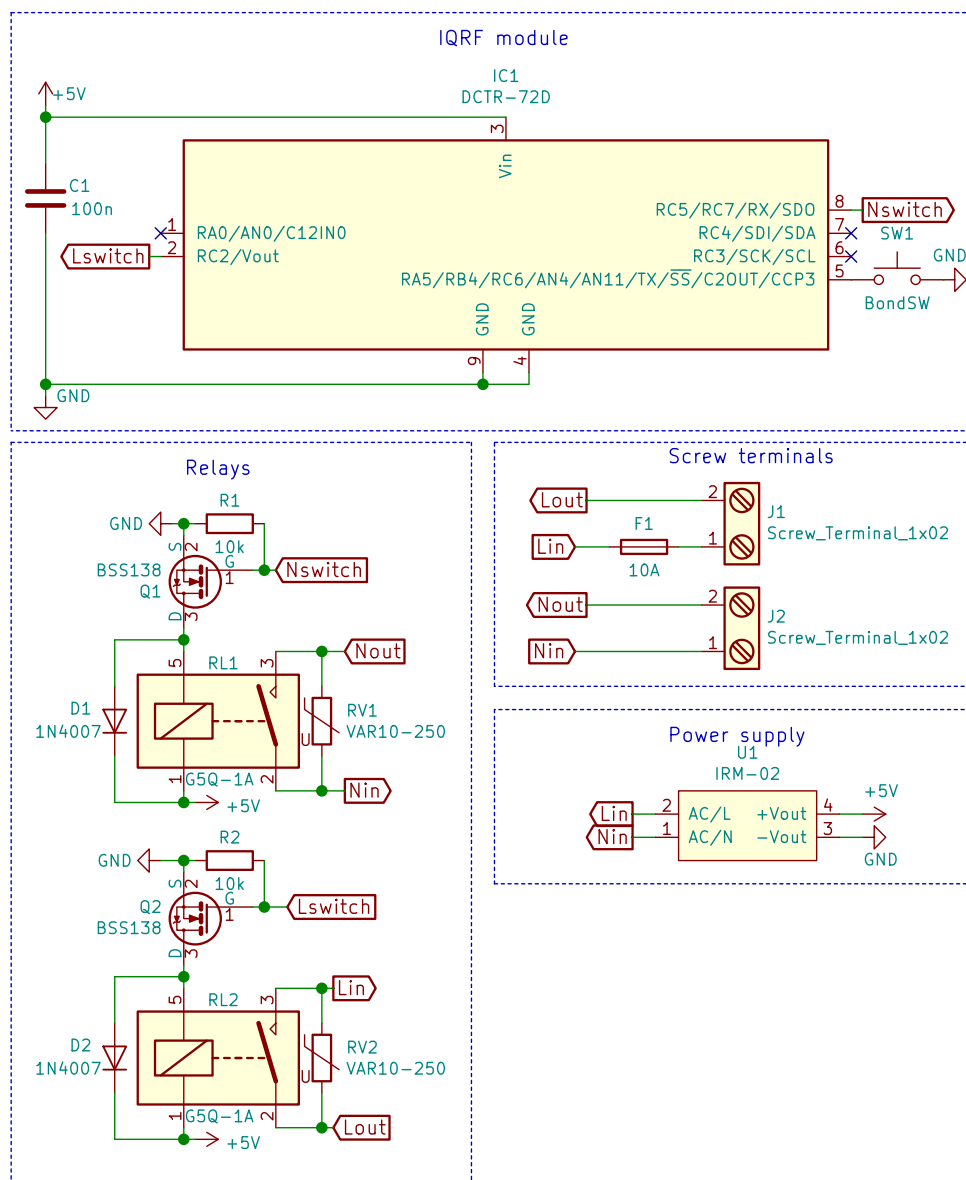 IQRF module
IC1
DCTR-72D
+5V
3
Vin
C1
100n
1
RA0/AN0/C12IN0
Lswitch
2
RC2/Vout
RC5/RC7/RX/SDO
8
Nswitch
RC4/SDI/SDA
7
SW1
RC3/SCK/SCL
6
GND
RA5/RB4/RC6/AN4/AN11/TX/SS/C2OUT/CCP3
5
BondSW
GND
GND
9
4
GND
Relays
R1
GND
10k
S
2
G
1
BSS138
Q1
Nswitch
D
3
5
RL1
3
Nout
D1
1N4007
RV1
VAR10-250
U
1
G5Q-1A
2
Nin
+5V
R2
GND
10k
S
2
G
1
Q2
BSS138
Lswitch
D
3
5
RL2
3
Lin
D2
1N4007
RV2
VAR10-250
U
1
G5Q-1A
2
Lout
+5V
Screw terminals
Lout
2
J1
Screw_Terminal_1x02
F1
Lin
1
10A
Nout
2
J2
Screw_Terminal_1x02
Nin
1
Power supply
U1
IRM-02
+5V
Lin
2
AC/L
+Vout
4
Nin
1
AC/N
-Vout
3
GND